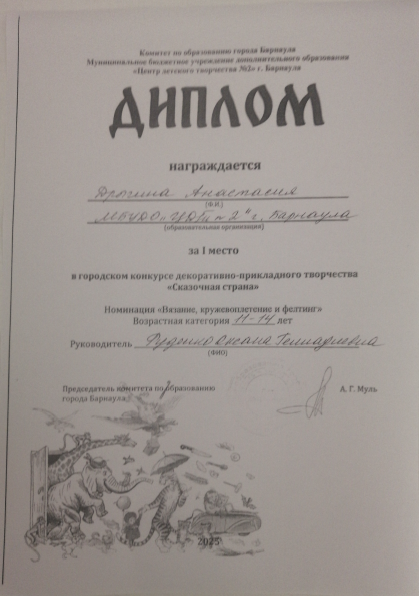 Комитет по образованию города Барнаула
Муниципальное бюджетное учреждение дополнительного образования
«Центр детского творчества №2» г. Барнаула
ДИПЛОМ
награждается
Дрыгина Анастасия
(Ф.И.)
МБУДО «ЦДТ № 2» г. Барнаула
(образовательная организация)
за I место
в городском конкурсе декоративно-прикладного творчества
«Сказочная страна»
Номинация «Вязание, кружевоплетение и фелтинг»
Возрастная категория 11-14 лет
Руководитель Руденко Оксана Геннадиевна
(ФИО)
Председатель комитета по образованию
города Барнаула
А. Г. Муль
2025